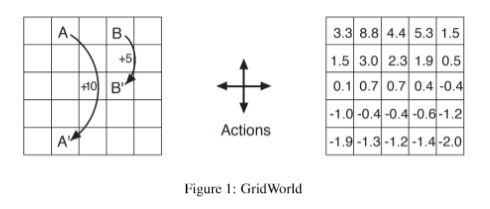 A B
+5
+10 B'
A'
Actions
3.3 8.8 4.4 5.3 1.5
1.5 3.0 2.3 1.9 0.5
0.1 0.7 0.7 0.4 -0.4
-1.0 -0.4 -0.4 -0.6 -1.2
-1.9 -1.3 -1.2 -1.4 -2.0
Figure 1: GridWorld